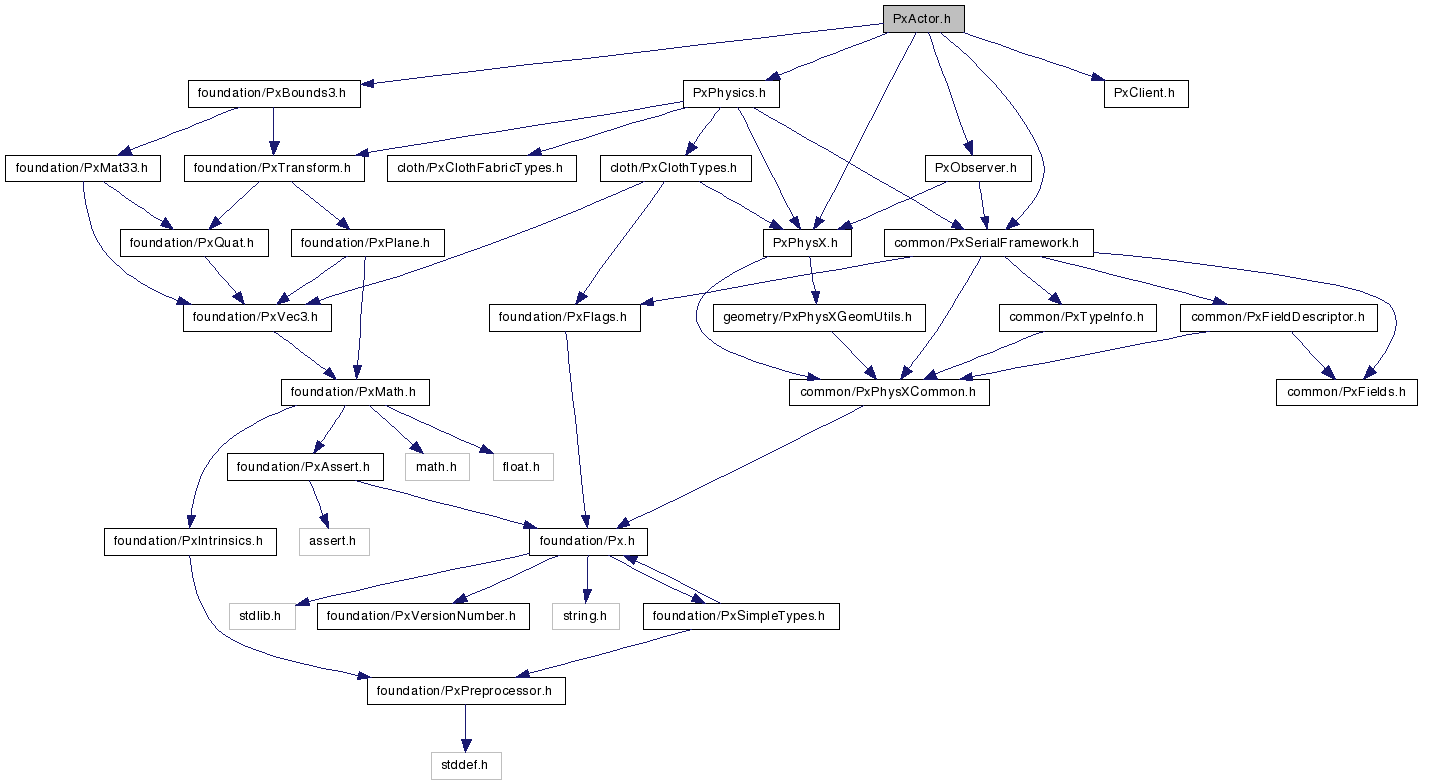 PxActor.h
foundation/PxBounds3.h
PxPhysics.h
PxClient.h
foundation/PxMat33.h
foundation/PxTransform.h
cloth/PxClothFabricTypes.h
cloth/PxClothTypes.h
PxObserver.h
foundation/PxQuat.h
foundation/PxPlane.h
PxPhysX.h
common/PxSerialFramework.h
foundation/PxVec3.h
foundation/PxFlags.h
geometry/PxPhysXGeomUtils.h
common/PxTypeInfo.h
common/PxFieldDescriptor.h
foundation/PxMath.h
common/PxPhysXCommon.h
common/PxFields.h
foundation/PxAssert.h
math.h
float.h
foundation/PxIntrinsics.h
assert.h
foundation/Px.h
stdlib.h
foundation/PxVersionNumber.h
string.h
foundation/PxSimpleTypes.h
foundation/PxPreprocessor.h
stddef.h